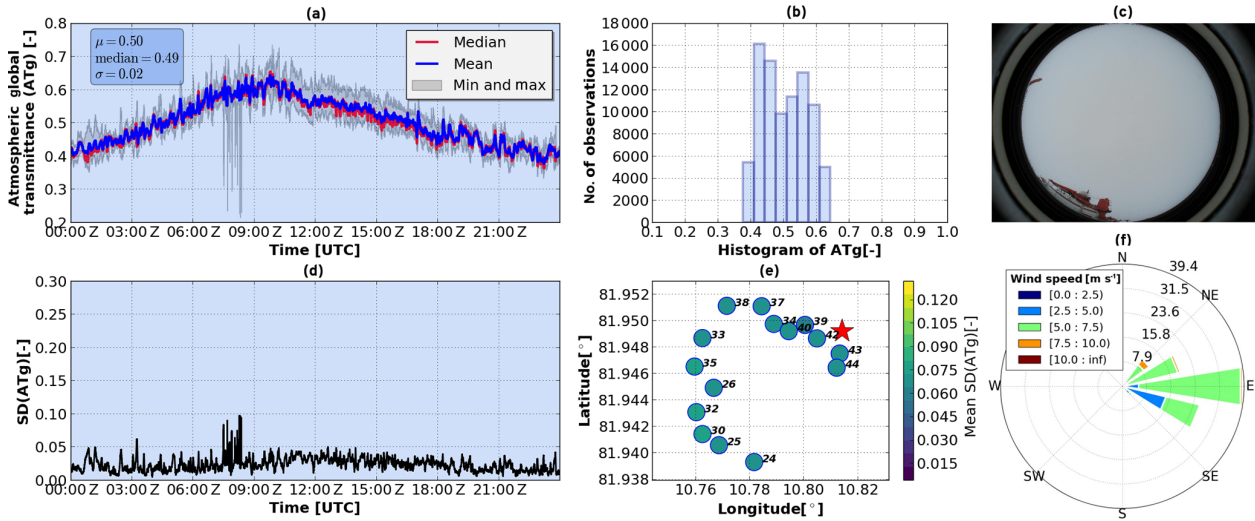 (a)
0.8
0.7
0.6
0.5
0.4
0.3
0.2
Atmospheric global
transmittance (ATg) [-]
μ = 0.50
median = 0.49
σ = 0.02
Median
Mean
Min and max
00:00 Z 03:00 Z 06:00 Z 09:00 Z 12:00 Z 15:00 Z 18:00 Z 21:00 Z
Time [UTC]
(b)
18 000
16 000
14 000
12 000
10 000
8000
6000
4000
2000
0
No. of observations
0.1 0.2 0.3 0.4 0.5 0.6 0.7 0.8 0.9 1.0
Histogram of ATg[-]
(c)
(d)
0.30
0.25
0.20
0.15
0.10
0.05
0.00
SD(ATg)[-]
00:00 Z 03:00 Z 06:00 Z 09:00 Z 12:00 Z 15:00 Z 18:00 Z 21:00 Z
Time [UTC]
(e)
81.952
81.950
81.948
81.946
81.944
81.942
81.940
81.938
Latitude[°]
38 37
34 39
40 42
33
43
35 44
26
32
30
25
24
10.76 10.78 10.80 10.82
Longitude[°]
0.120
0.105
0.090
0.075
0.060
0.045
0.030
0.015
Mean SD(ATg)[-]
(f)
N
NE
E
SE
S
SW
W
39.4
31.5
23.6
15.8
7.9
Wind speed [m s⁻¹]
[0.0 : 2.5)
[2.5 : 5.0)
[5.0 : 7.5)
[7.5 : 10.0)
[10.0 : inf)